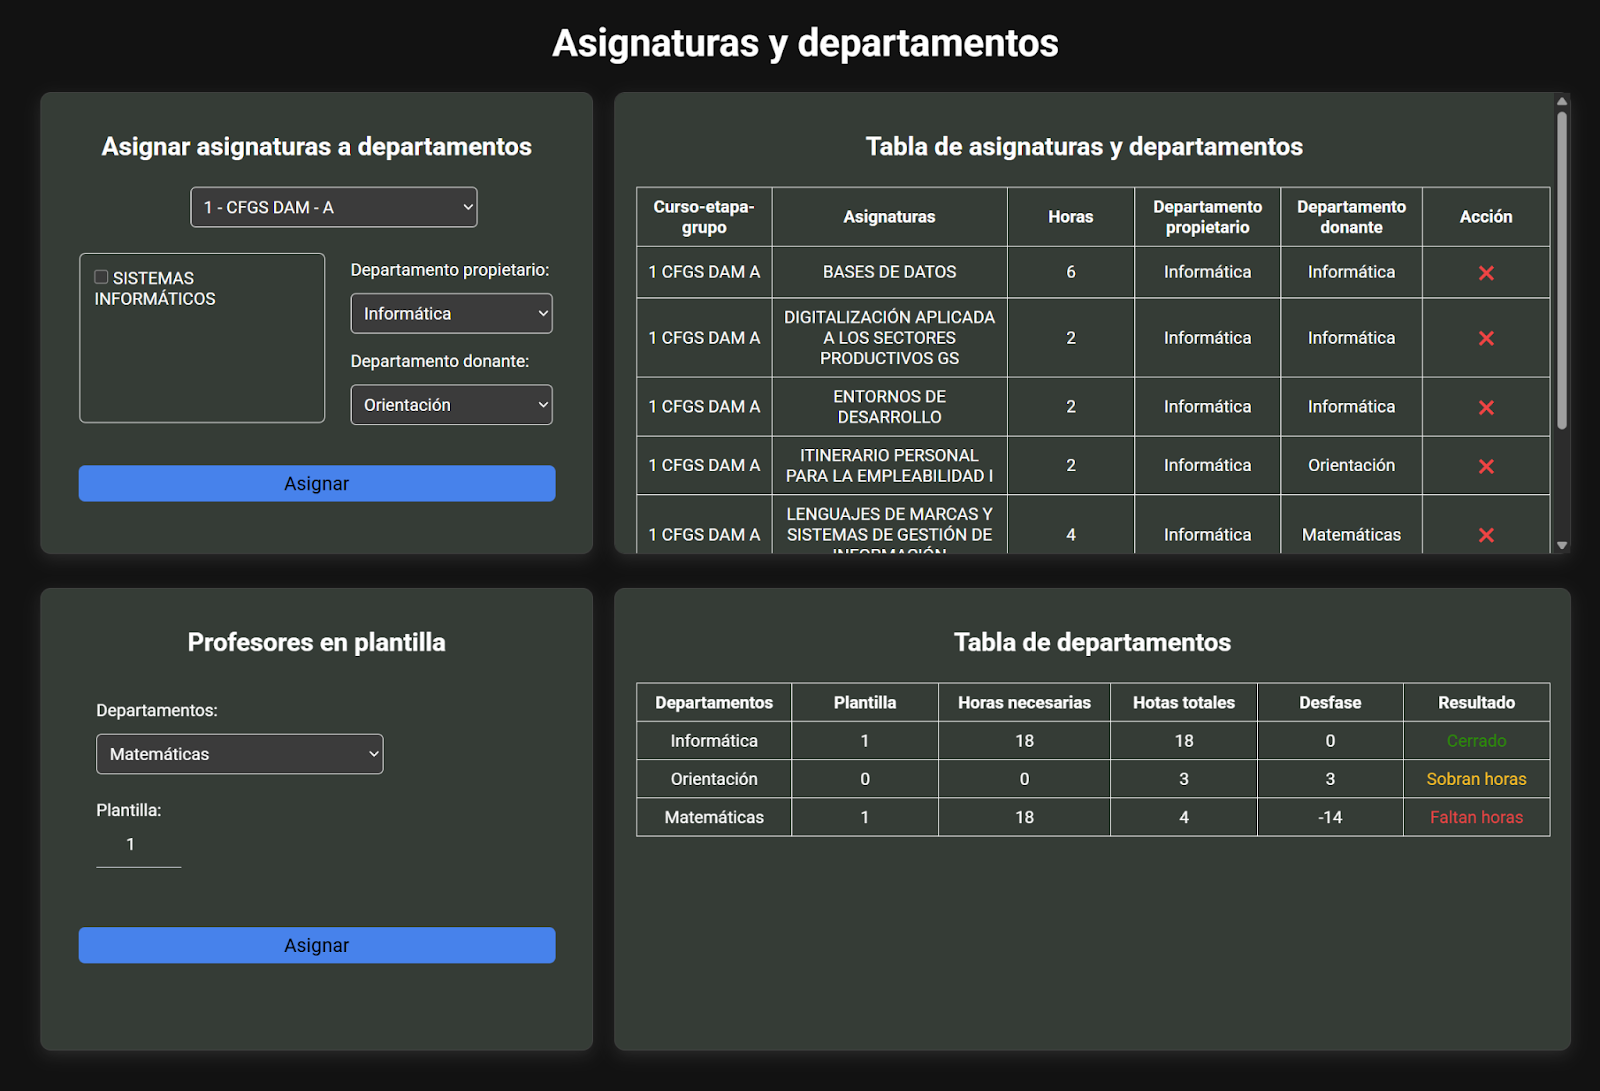 Asignaturas y departamentos
Asignar asignaturas a departamentos
1 - CFGS DAM - A
SISTEMAS
INFORMÁTICOS
Departamento propietario:
Informática
Departamento donante:
Orientación
Asignar
Tabla de asignaturas y departamentos
Curso-etapa-grupo Asignaturas Horas Departamento propietario Departamento donante Acción
1 CFGS DAM A BASES DE DATOS 6 Informática Informática ❌
1 CFGS DAM A DIGITALIZACIÓN APLICADA A LOS SECTORES PRODUCTIVOS GS 2 Informática Informática ❌
1 CFGS DAM A ENTORNOS DE DESARROLLO 2 Informática Informática ❌
1 CFGS DAM A ITINERARIO PERSONAL PARA LA EMPLEABILIDAD I 2 Informática Orientación ❌
1 CFGS DAM A LENGUAJES DE MARCAS Y SISTEMAS DE GESTIÓN DE INFORMACIÓN 4 Informática Matemáticas ❌
Profesores en plantilla
Departamentos:
Matemáticas
Plantilla:
1
Asignar
Tabla de departamentos
Departamentos Plantilla Horas necesarias Hotas totales Desfase Resultado
Informática 1 18 18 0 Cerrado
Orientación 0 0 3 3 Sobran horas
Matemáticas 1 18 4 -14 Faltan horas